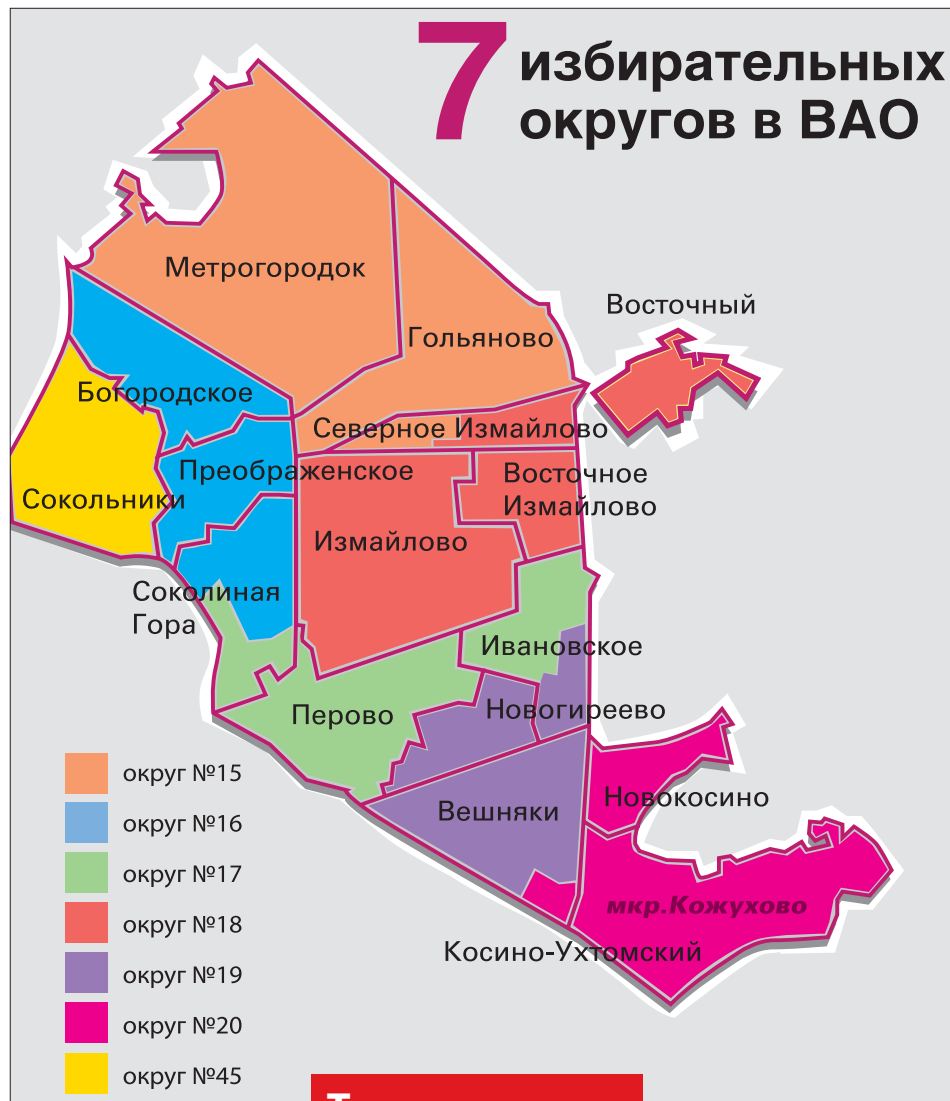 7 избирательных
округов в ВАО
Метрогородок
Восточный
Гольяново
Богородское
Северное Измайлово
Преображенское
Восточное
Измайлово
Сокольники
Измайлово
Соколиная
Гора
Ивановское
Перово
Новогиреево
Новокосино
Вешняки
мкр.Кожухово
Косино-Ухтомский
округ №15
округ №16
округ №17
округ №18
округ №19
округ №20
округ №45